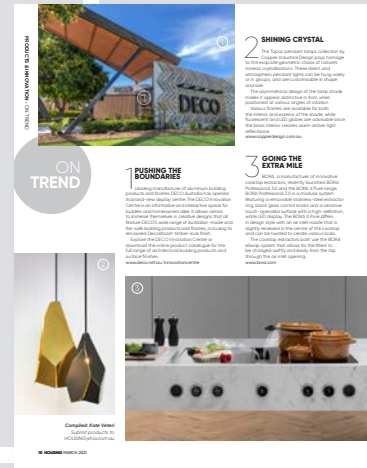 PRODUCTS & INNOVATION • ON TREND
1
DECO
DECO
ON
TREND
1 PUSHING THE
BOUNDARIES
Leading manufacturer of aluminium building
products and finishes DECO Australia has opened
its brand-new display centre. The DECO Innovation
Centre is an informative and interactive space for
builders and homeowners alike. It allows visitors
to immerse themselves in creative designs that all
feature DECO's wide range of Australian-made and
fire-safe building products and finishes, including its
renowned DecoWood® timber-look finish.
Explore the DECO Innovation Centre or
download the online product catalogue for the
full range of architectural building products and
surface finishes.
www.deco.net.au/innovationcentre
2 SHINING CRYSTAL
The Topaz pendant lamps collection by
Copper Industrial Design pays homage
to the exquisite geometric chaos of nature's
mineral crystallisations. These direct and
atmospheric pendant lights can be hung solely
or in groups, and are customisable in shape
and size.
The asymmetrical design of the lamp shade
makes it appear distinctive in form when
positioned at various angles of rotation.
Various finishes are available for both
the interior and exterior of the shade, while
fluorescent and LED globes are advisable since
the brass interior creates warm amber light
reflectance.
www.copperdesign.com.au
3 GOING THE
EXTRA MILE
BORA, a manufacturer of innovative
cooktop extractors, recently launched BORA
Professional 3.0 and the BORA X Pure range.
BORA Professional 3.0 is a modular system
featuring a removable stainless-steel extractor
grill, black glass control knobs and a sensitive
touch-operated surface with a high-definition,
white LED display. The BORA X Pure differs
in design style with an air inlet nozzle that is
slightly recessed in the centre of the cooktop
and can be twisted to create various looks.
The cooktop extractors both use the BORA
eSwap system that allows for the filters to
be changed swiftly and easily from the top
through the air inlet opening.
www.bora.com
2
3
Compiled: Kate Veteri
Submit products to
HOUSING@hia.com.au
10 HOUSING MARCH 2021